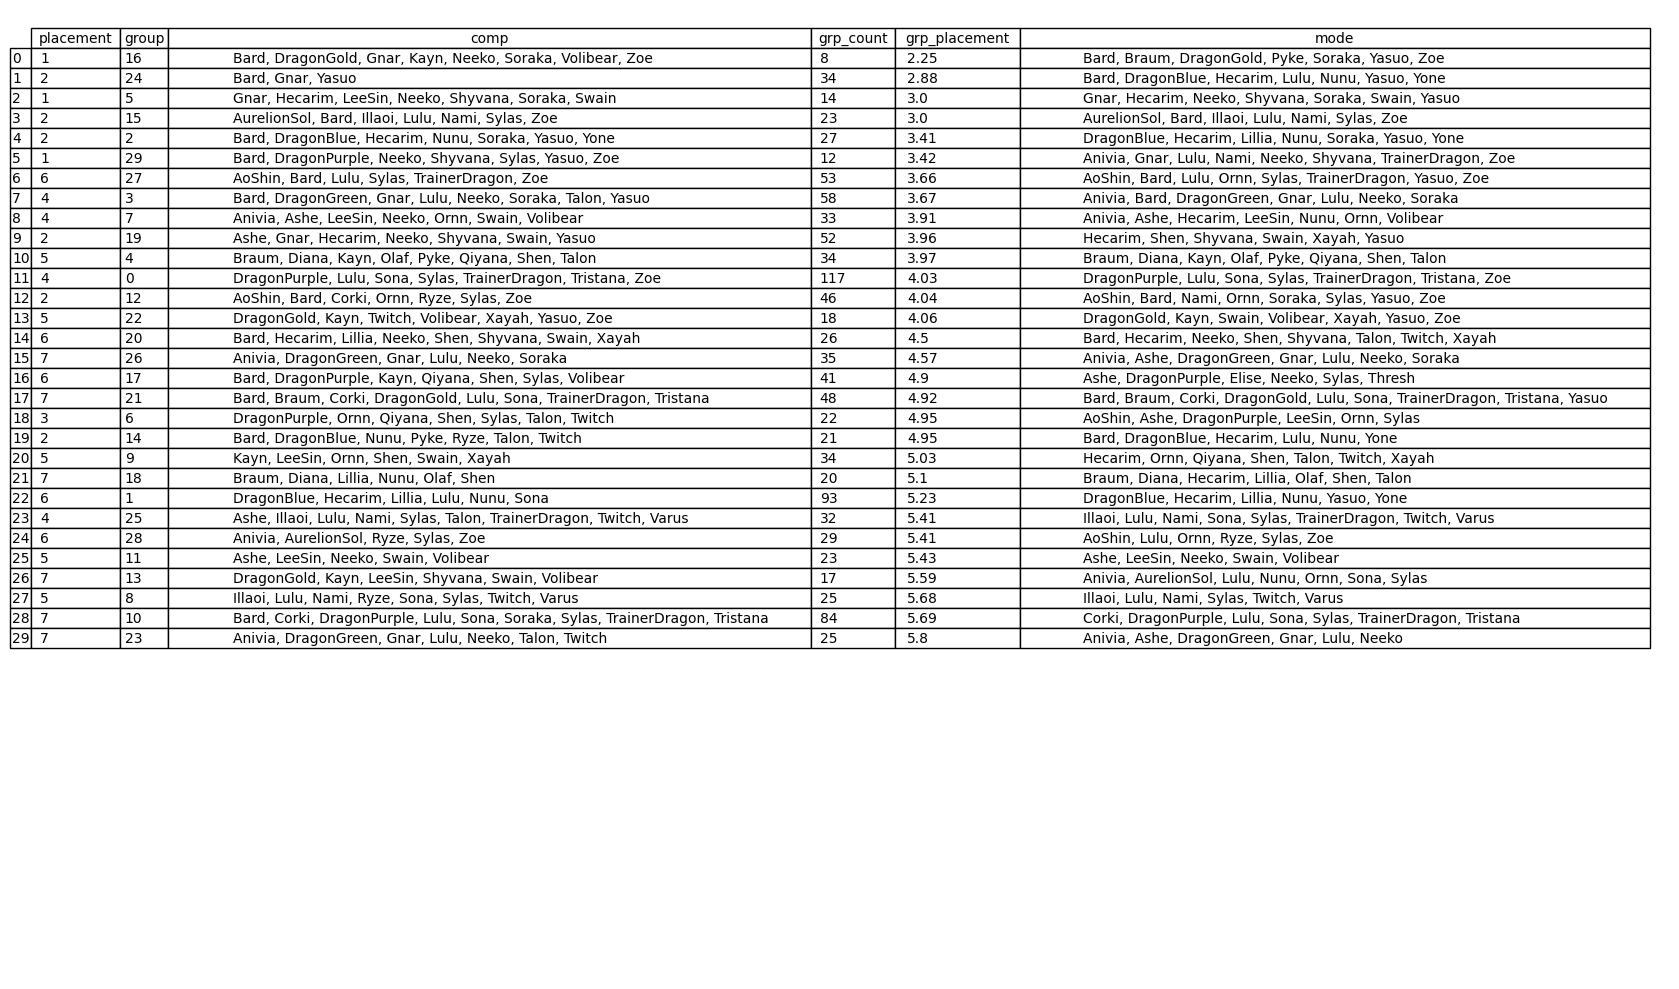 placement group comp grp_count grp_placement mode
0 1 16 Bard, DragonGold, Gnar, Kayn, Neeko, Soraka, Volibear, Zoe 8 2.25 Bard, Braum, DragonGold, Pyke, Soraka, Yasuo, Zoe
1 2 24 Bard, Gnar, Yasuo 34 2.88 Bard, DragonBlue, Hecarim, Lulu, Nunu, Yasuo, Yone
2 1 5 Gnar, Hecarim, LeeSin, Neeko, Shyvana, Soraka, Swain 14 3.0 Gnar, Hecarim, Neeko, Shyvana, Soraka, Swain, Yasuo
3 2 15 AurelionSol, Bard, Illaoi, Lulu, Nami, Sylas, Zoe 23 3.0 AurelionSol, Bard, Illaoi, Lulu, Nami, Sylas, Zoe
4 2 2 Bard, DragonBlue, Hecarim, Nunu, Soraka, Yasuo, Yone 27 3.41 DragonBlue, Hecarim, Lillia, Nunu, Soraka, Yasuo, Yone
5 1 29 Bard, DragonPurple, Neeko, Shyvana, Sylas, Yasuo, Zoe 12 3.42 Anivia, Gnar, Lulu, Nami, Neeko, Shyvana, TrainerDragon, Zoe
6 6 27 AoShin, Bard, Lulu, Sylas, TrainerDragon, Zoe 53 3.66 AoShin, Bard, Lulu, Ornn, Sylas, TrainerDragon, Yasuo, Zoe
7 4 3 Bard, DragonGreen, Gnar, Lulu, Neeko, Soraka, Talon, Yasuo 58 3.67 Anivia, Bard, DragonGreen, Gnar, Lulu, Neeko, Soraka
8 4 7 Anivia, Ashe, LeeSin, Neeko, Ornn, Swain, Volibear 33 3.91 Anivia, Ashe, Hecarim, LeeSin, Nunu, Ornn, Volibear
9 2 19 Ashe, Gnar, Hecarim, Neeko, Shyvana, Swain, Yasuo 52 3.96 Hecarim, Shen, Shyvana, Swain, Xayah, Yasuo
10 5 4 Braum, Diana, Kayn, Olaf, Pyke, Qiyana, Shen, Talon 34 3.97 Braum, Diana, Kayn, Olaf, Pyke, Qiyana, Shen, Talon
11 4 0 DragonPurple, Lulu, Sona, Sylas, TrainerDragon, Tristana, Zoe 117 4.03 DragonPurple, Lulu, Sona, Sylas, TrainerDragon, Tristana, Zoe
12 2 12 AoShin, Bard, Corki, Ornn, Ryze, Sylas, Zoe 46 4.04 AoShin, Bard, Nami, Ornn, Soraka, Sylas, Yasuo, Zoe
13 5 22 DragonGold, Kayn, Twitch, Volibear, Xayah, Yasuo, Zoe 18 4.06 DragonGold, Kayn, Swain, Volibear, Xayah, Yasuo, Zoe
14 6 20 Bard, Hecarim, Lillia, Neeko, Shen, Shyvana, Swain, Xayah 26 4.5 Bard, Hecarim, Neeko, Shen, Shyvana, Talon, Twitch, Xayah
15 7 26 Anivia, DragonGreen, Gnar, Lulu, Neeko, Soraka 35 4.57 Anivia, Ashe, DragonGreen, Gnar, Lulu, Neeko, Soraka
16 6 17 Bard, DragonPurple, Kayn, Qiyana, Shen, Sylas, Volibear 41 4.9 Ashe, DragonPurple, Elise, Neeko, Sylas, Thresh
17 7 21 Bard, Braum, Corki, DragonGold, Lulu, Sona, TrainerDragon, Tristana 48 4.92 Bard, Braum, Corki, DragonGold, Lulu, Sona, TrainerDragon, Tristana, Yasuo
18 3 6 DragonPurple, Ornn, Qiyana, Shen, Sylas, Talon, Twitch 22 4.95 AoShin, Ashe, DragonPurple, LeeSin, Ornn, Sylas
19 2 14 Bard, DragonBlue, Nunu, Pyke, Ryze, Talon, Twitch 21 4.95 Bard, DragonBlue, Hecarim, Lulu, Nunu, Yone
20 5 9 Kayn, LeeSin, Ornn, Shen, Swain, Xayah 34 5.03 Hecarim, Ornn, Qiyana, Shen, Talon, Twitch, Xayah
21 7 18 Braum, Diana, Lillia, Nunu, Olaf, Shen 20 5.1 Braum, Diana, Hecarim, Lillia, Olaf, Shen, Talon
22 6 1 DragonBlue, Hecarim, Lillia, Lulu, Nunu, Sona 93 5.23 DragonBlue, Hecarim, Lillia, Nunu, Yasuo, Yone
23 4 25 Ashe, Illaoi, Lulu, Nami, Sylas, Talon, TrainerDragon, Twitch, Varus 32 5.41 Illaoi, Lulu, Nami, Sona, Sylas, TrainerDragon, Twitch, Varus
24 6 28 Anivia, AurelionSol, Ryze, Sylas, Zoe 29 5.41 AoShin, Lulu, Ornn, Ryze, Sylas, Zoe
25 5 11 Ashe, LeeSin, Neeko, Swain, Volibear 23 5.43 Ashe, LeeSin, Neeko, Swain, Volibear
26 7 13 DragonGold, Kayn, LeeSin, Shyvana, Swain, Volibear 17 5.59 Anivia, AurelionSol, Lulu, Nunu, Ornn, Sona, Sylas
27 5 8 Illaoi, Lulu, Nami, Ryze, Sona, Sylas, Twitch, Varus 25 5.68 Illaoi, Lulu, Nami, Sylas, Twitch, Varus
28 7 10 Bard, Corki, DragonPurple, Lulu, Sona, Soraka, Sylas, TrainerDragon, Tristana 84 5.69 Corki, DragonPurple, Lulu, Sona, Sylas, TrainerDragon, Tristana
29 7 23 Anivia, DragonGreen, Gnar, Lulu, Neeko, Talon, Twitch 25 5.8 Anivia, Ashe, DragonGreen, Gnar, Lulu, Neeko